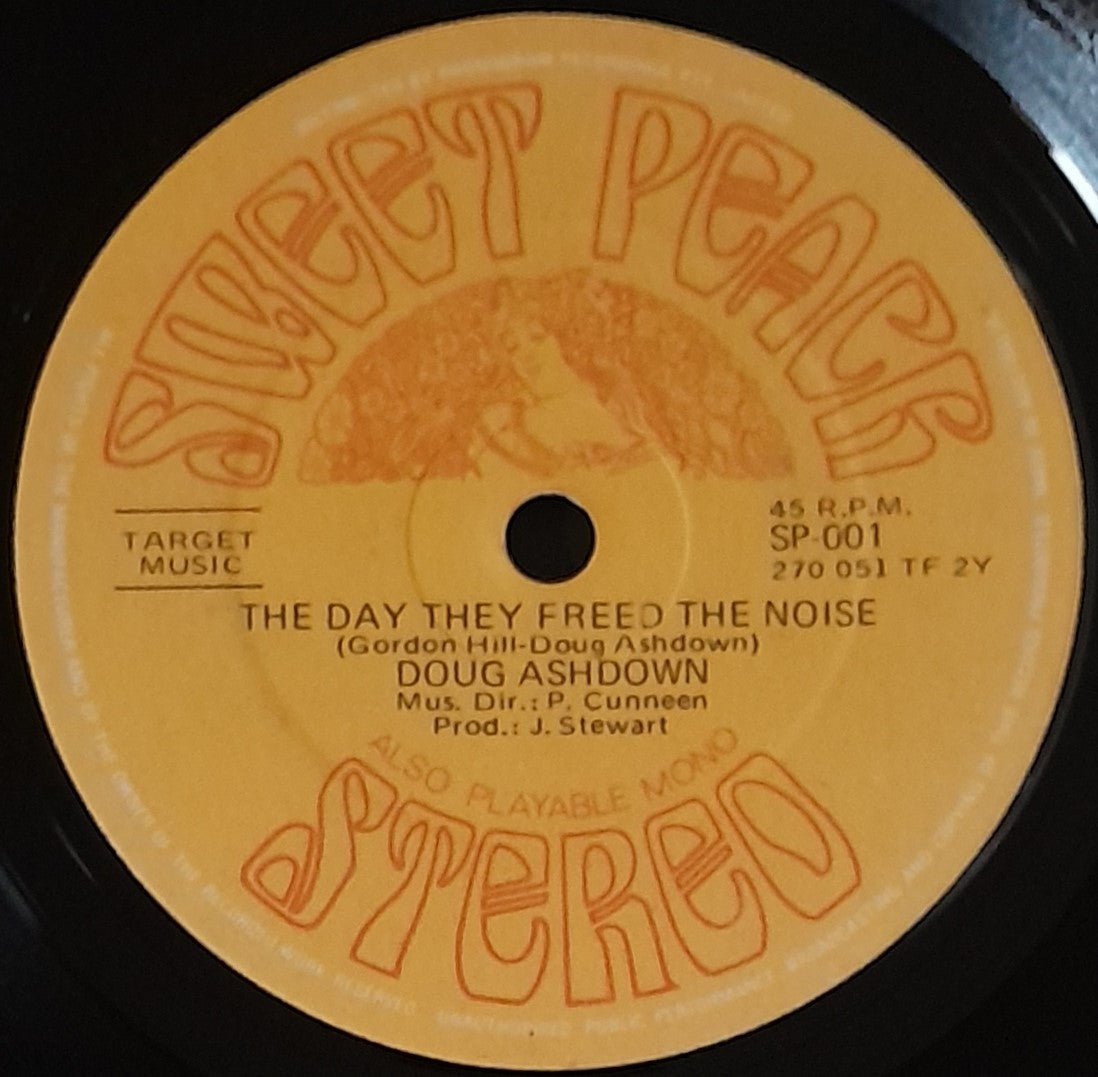 SWEET PEACH
TARGET
MUSIC
45 R.P.M.
SP-001
270 051 TF 2Y
THE DAY THEY FREED THE NOISE
(Gordon Hill-Doug Ashdown)
DOUG ASHDOWN
Mus. Dir.: P. Cunneen
Prod.: J. Stewart
ALSO PLAYABLE MONO
STEREO